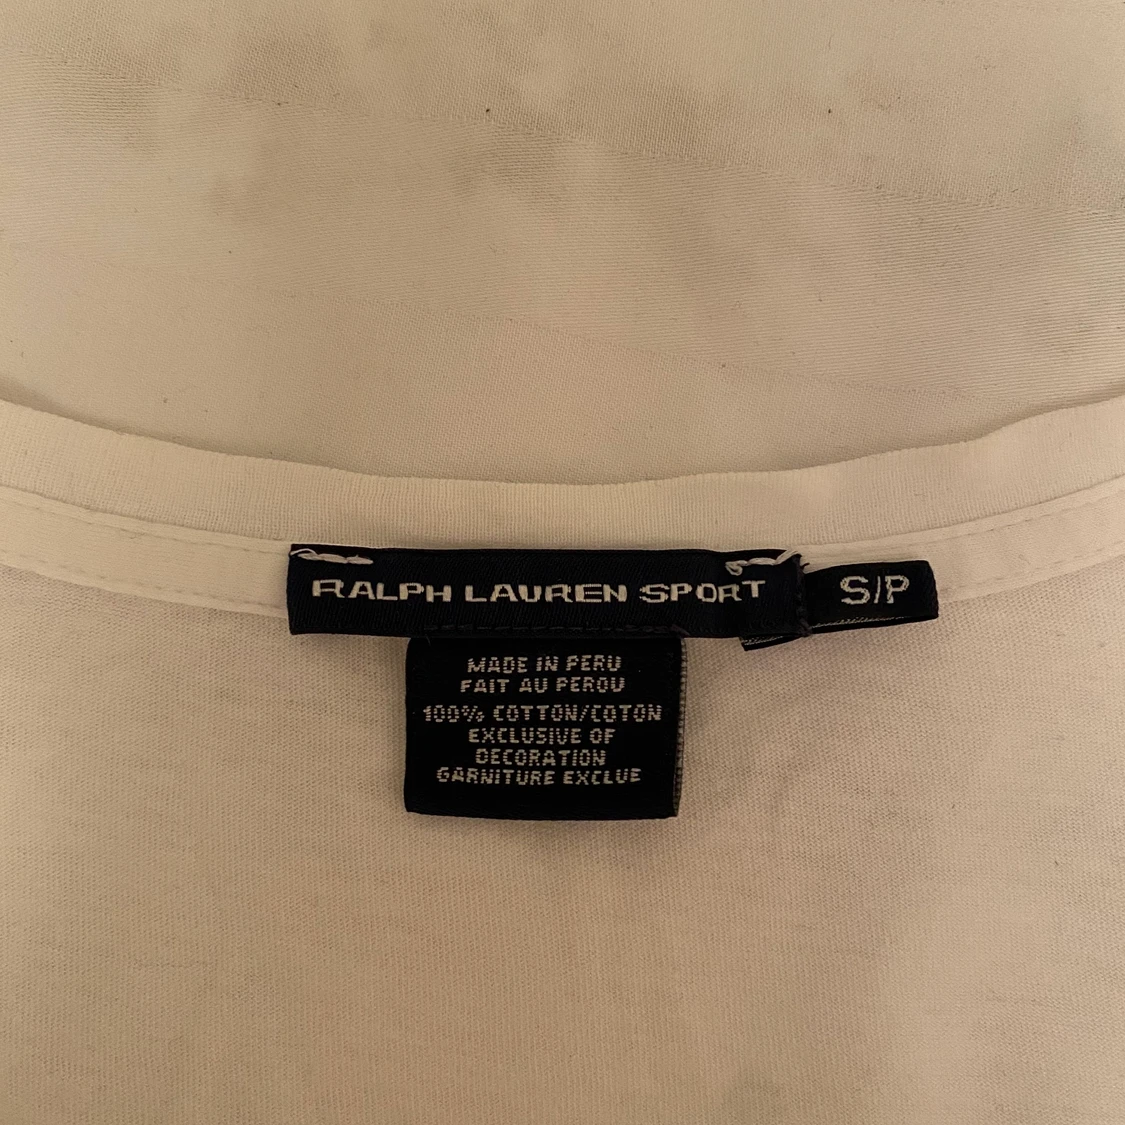 RALPH LAUREN SPORT
S/P
MADE IN PERU
FAIT AU PEROU
100% COTTON/COTON
EXCLUSIVE OF
DECORATION
GARNITURE EXCLUE